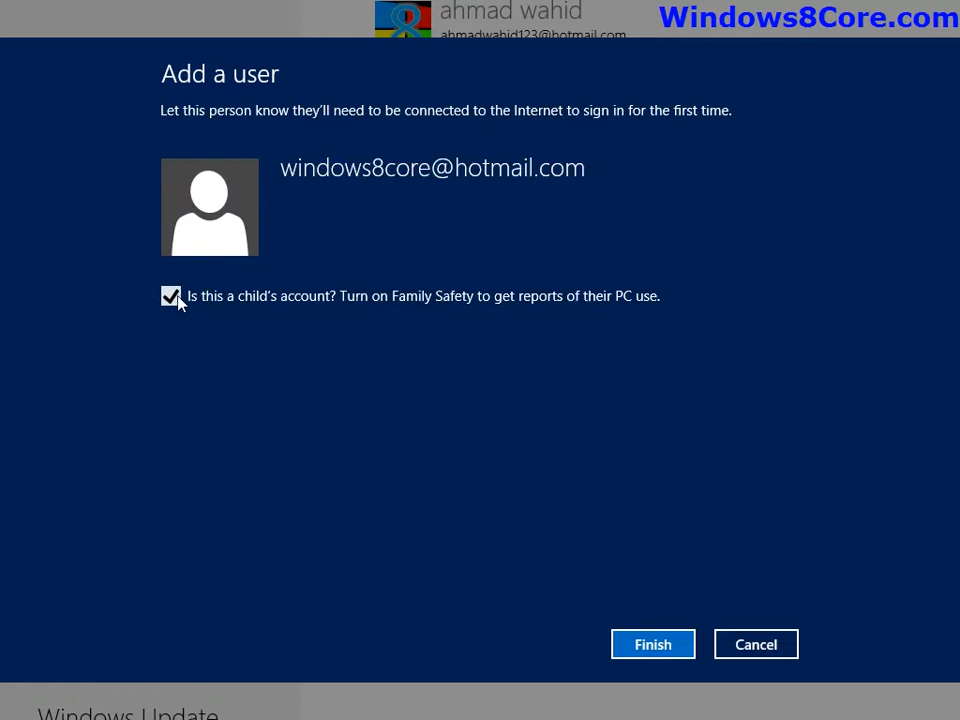 ahmad wahid
Windows8Core.com
ahmadwahid123@hotmail.com
Add a user
Let this person know they'll need to be connected to the Internet to sign in for the first time.
windows8core@hotmail.com
Is this a child's account? Turn on Family Safety to get reports of their PC use.
Finish
Cancel
Windows Update